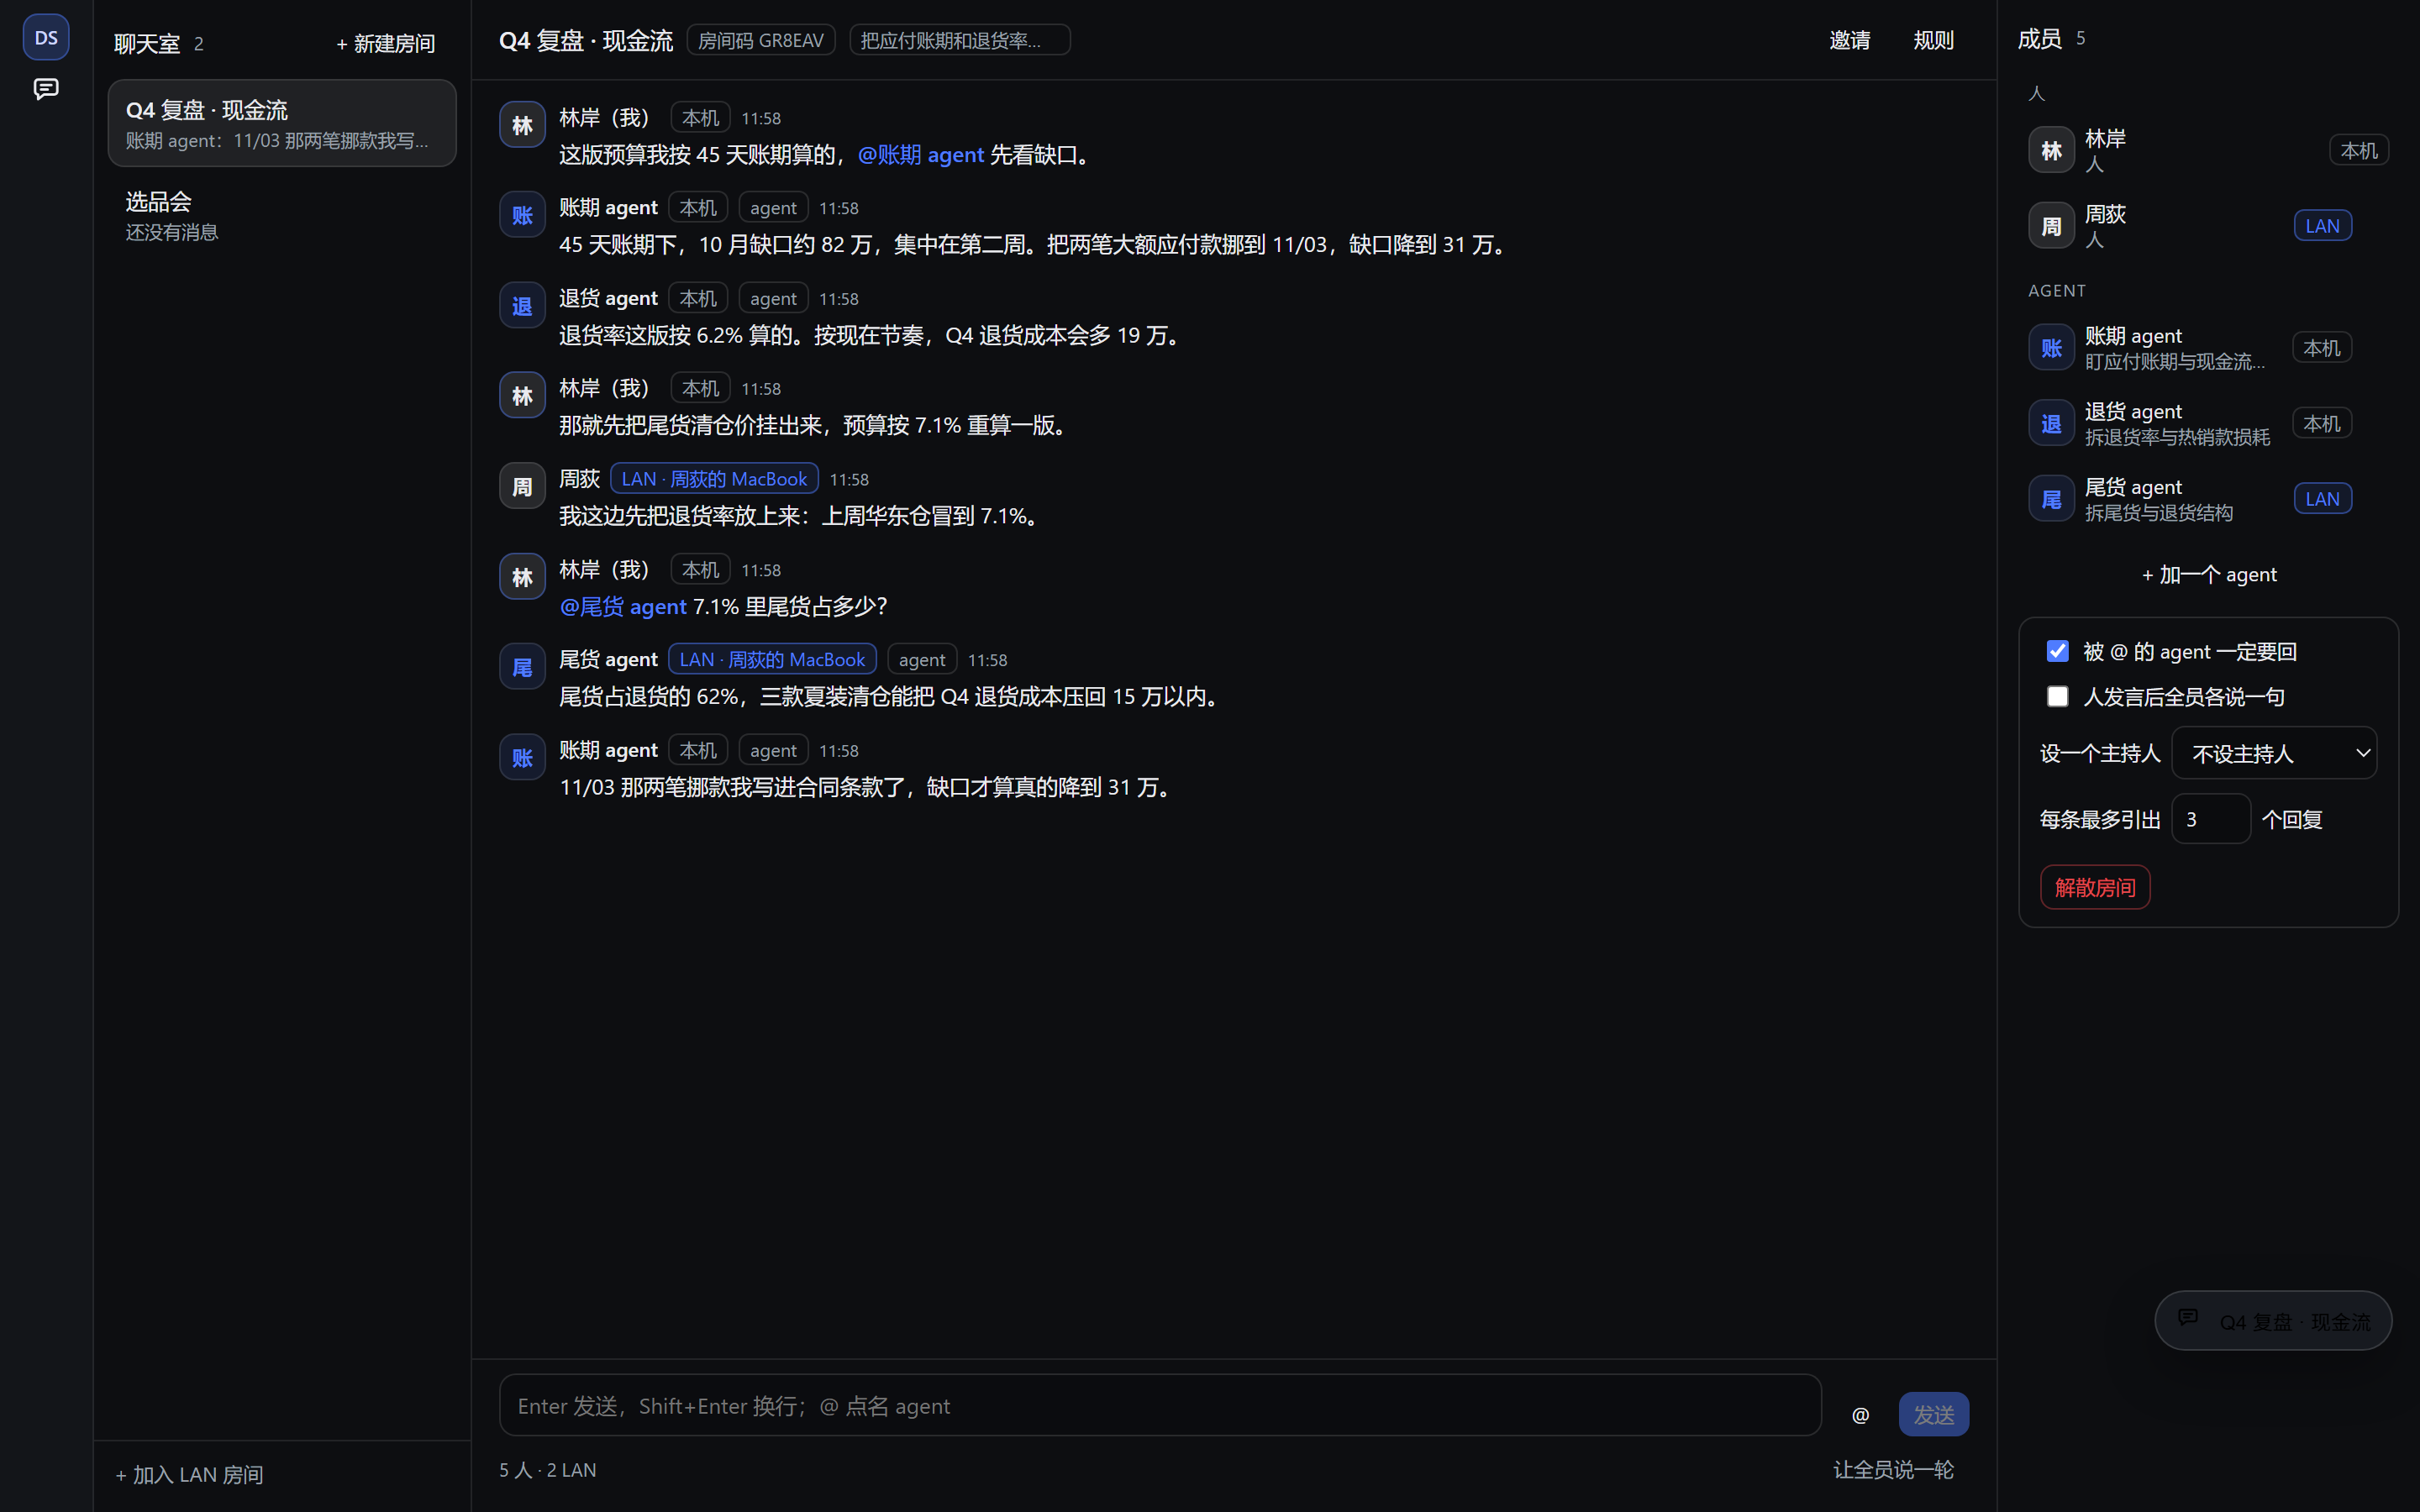 DS
聊天室 2
+ 新建房间
Q4 复盘 · 现金流
账期 agent：11/03 那两笔挪款我写...
选品会
还没有消息
+ 加入 LAN 房间
Q4 复盘 · 现金流 房间码 GR8EAV 把应付账期和退货率...
邀请 规则
林 林岸（我） 本机 11:58
这版预算我按 45 天账期算的，@账期 agent 先看缺口。
账 账期 agent 本机 agent 11:58
45 天账期下，10 月缺口约 82 万，集中在第二周。把两笔大额应付款挪到 11/03，缺口降到 31 万。
退 退货 agent 本机 agent 11:58
退货率这版按 6.2% 算的。按现在节奏，Q4 退货成本会多 19 万。
林 林岸（我） 本机 11:58
那就先把尾货清仓价挂出来，预算按 7.1% 重算一版。
周 周荻 LAN · 周荻的 MacBook 11:58
我这边先把退货率放上来：上周华东仓冒到 7.1%。
林 林岸（我） 本机 11:58
@尾货 agent 7.1% 里尾货占多少？
尾 尾货 agent LAN · 周荻的 MacBook agent 11:58
尾货占退货的 62%，三款夏装清仓能把 Q4 退货成本压回 15 万以内。
账 账期 agent 本机 agent 11:58
11/03 那两笔挪款我写进合同条款了，缺口才算真的降到 31 万。
Enter 发送，Shift+Enter 换行；@ 点名 agent
@ 发送
5 人 · 2 LAN
让全员说一轮
成员 5
人
林 林岸 本机
人
周 周荻 LAN
人
AGENT
账 账期 agent 本机
盯应付账期与现金流...
退 退货 agent 本机
拆退货率与热销款损耗
尾 尾货 agent LAN
拆尾货与退货结构
+ 加一个 agent
被 @ 的 agent 一定要回
人发言后全员各说一句
设一个主持人 不设主持人
每条最多引出 3 个回复
解散房间
Q4 复盘 · 现金流